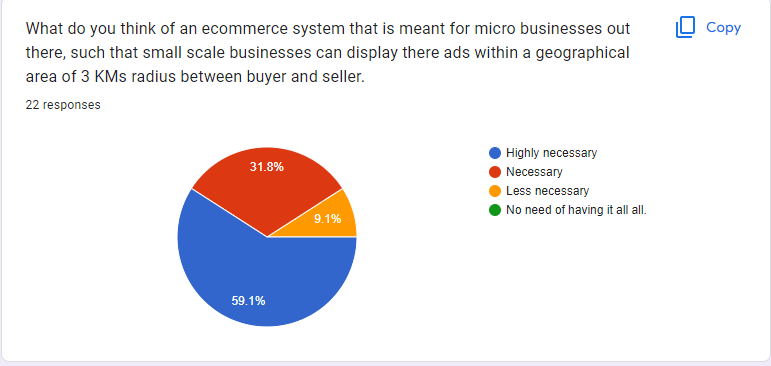 What do you think of an ecommerce system that is meant for micro businesses out
there, such that small scale businesses can display there ads within a geographical
area of 3 KMs radius between buyer and seller.
Copy
22 responses
31.8%
9.1%
59.1%
Highly necessary
Necessary
Less necessary
No need of having it all all.